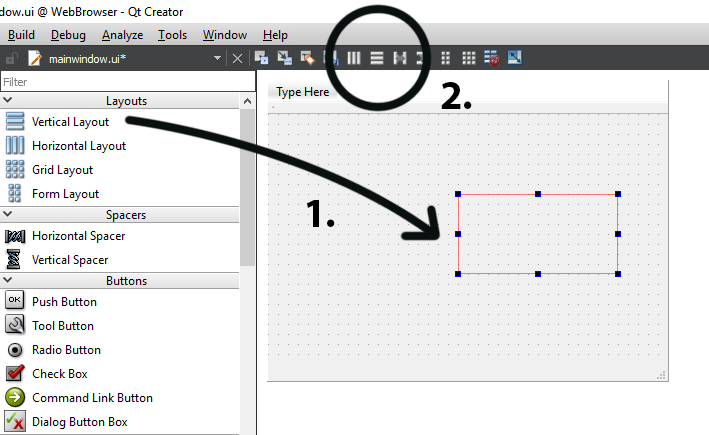 ndow.ui @ WebBrowser - Qt Creator
Build Debug Analyze Tools Window Help
mainwindow.ui*
Filter
Type Here
2.
Layouts
Vertical Layout
Horizontal Layout
Grid Layout
Form Layout
1.
Spacers
Horizontal Spacer
Vertical Spacer
Buttons
OK Push Button
Tool Button
Radio Button
Check Box
Command Link Button
Dialog Button Box